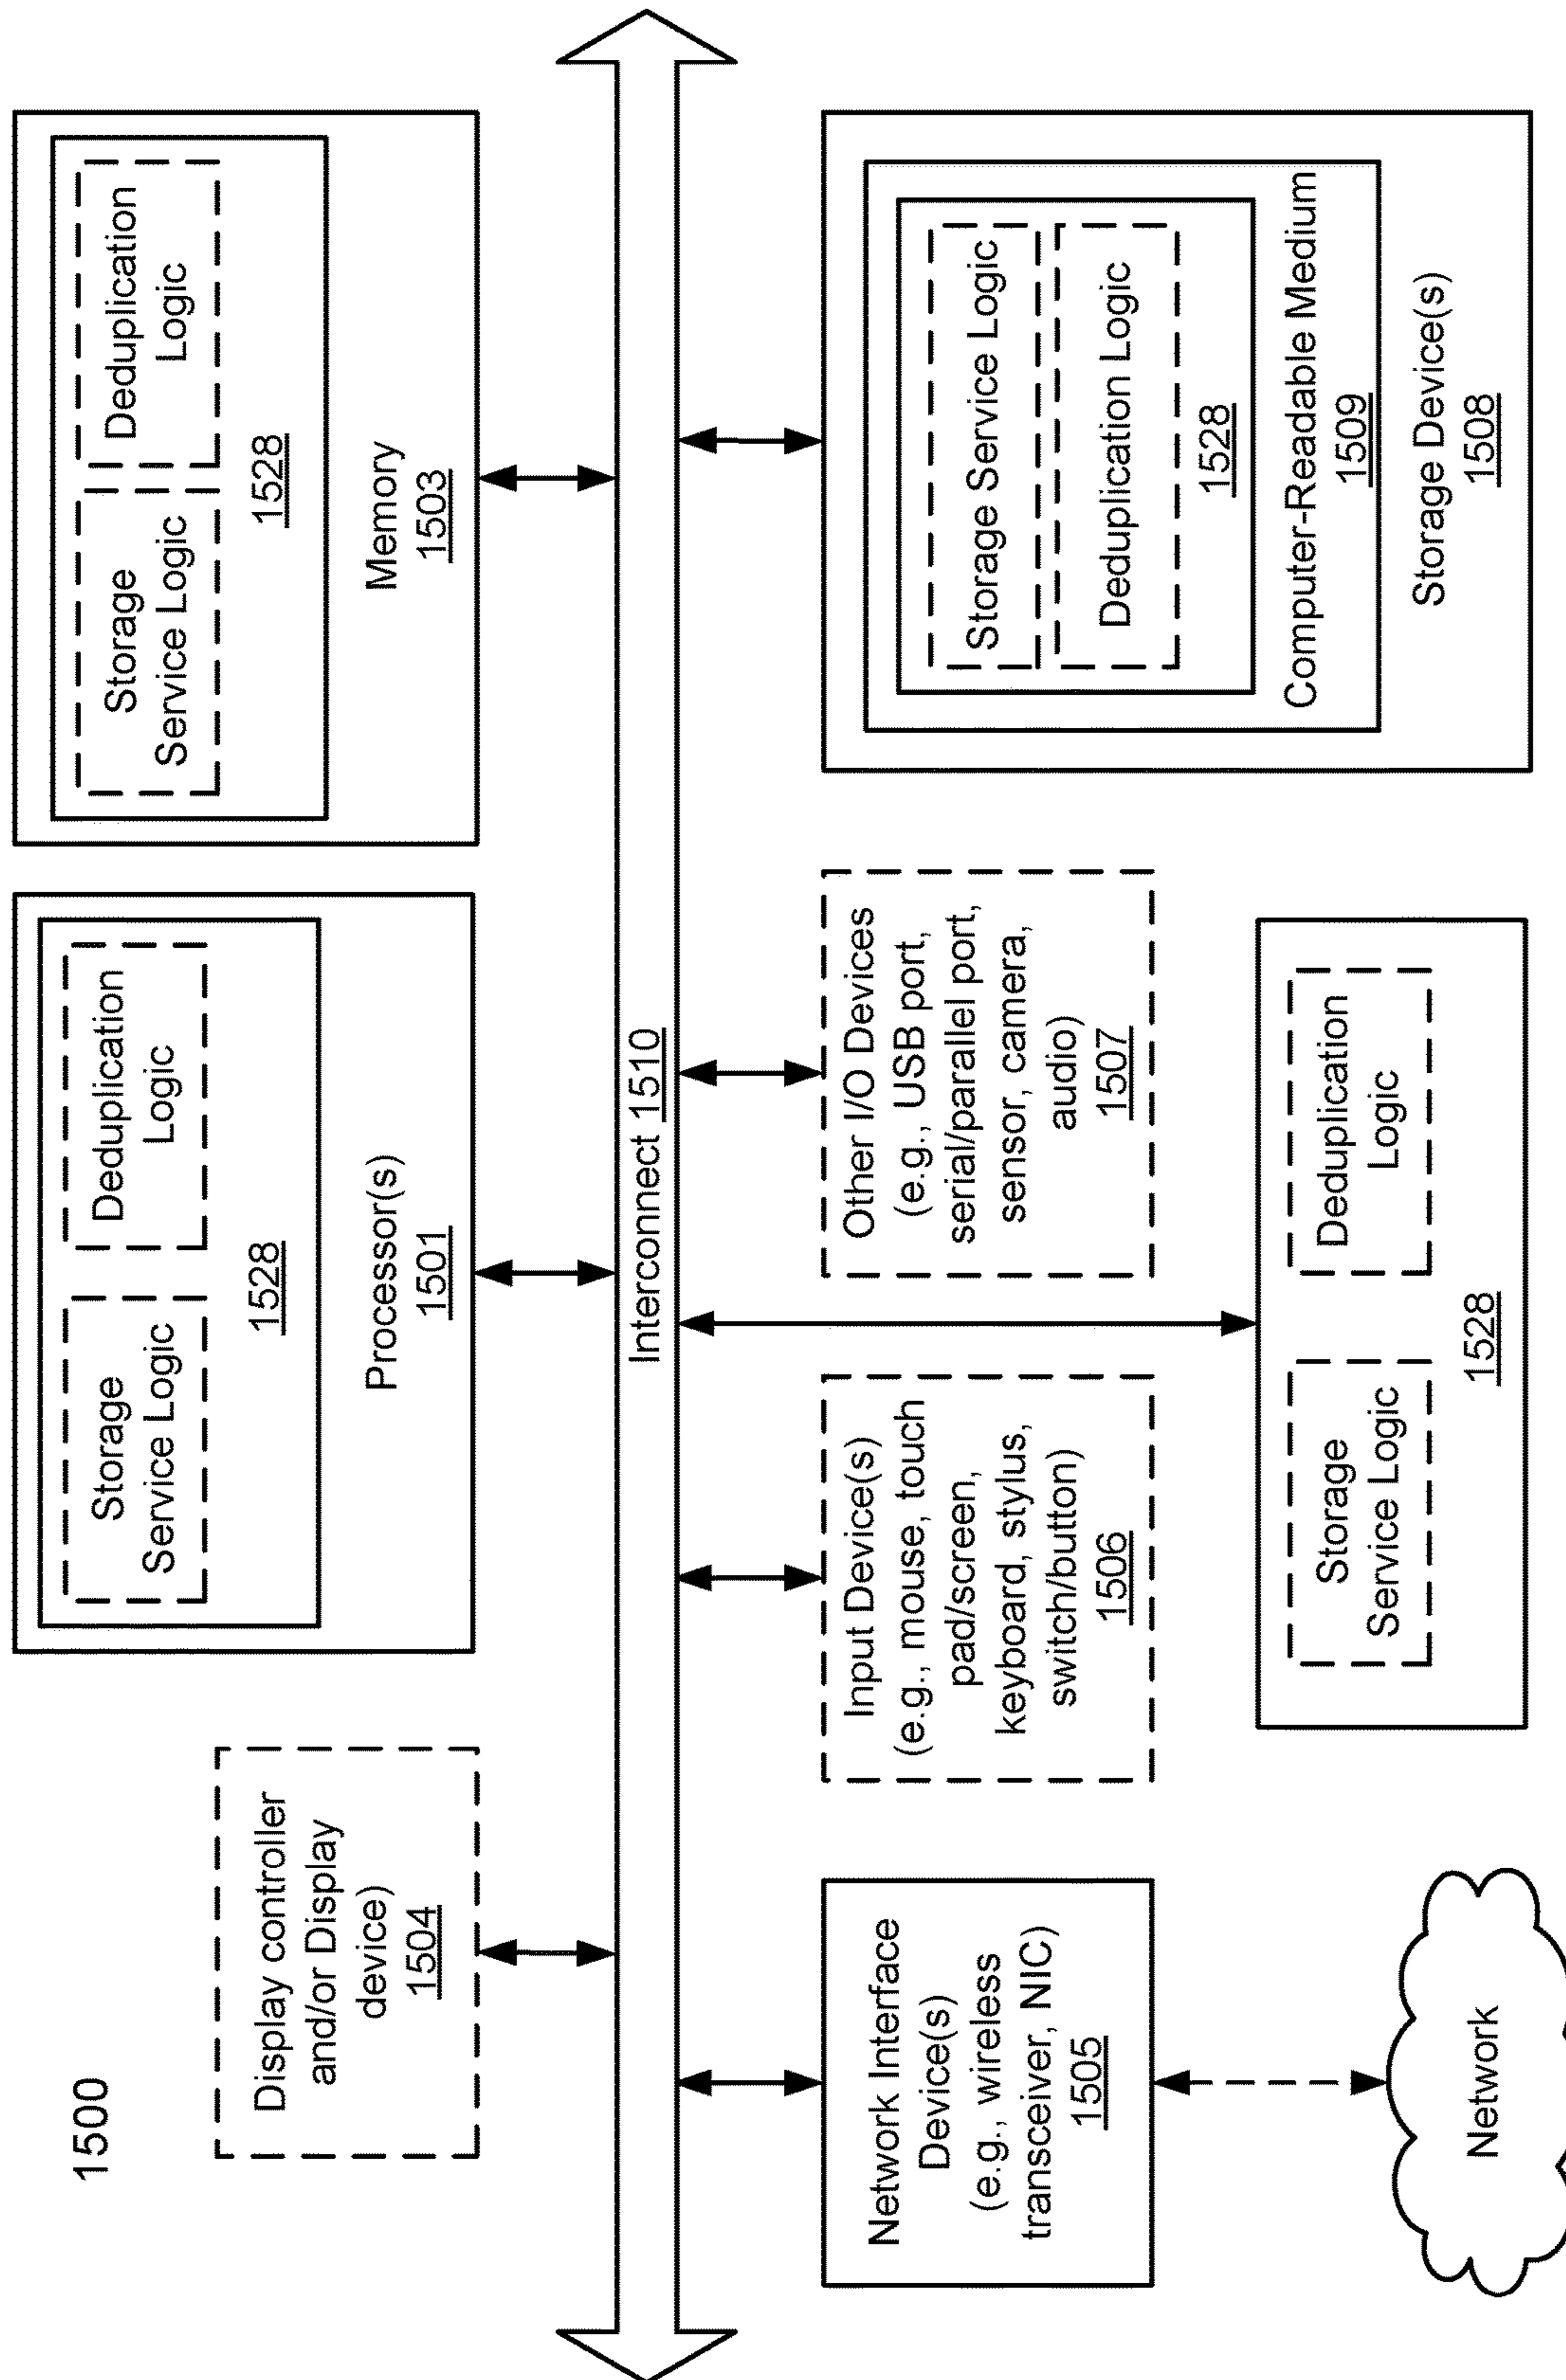 1500
Display controller
and/or Display
device)
1504
Storage
Service Logic
Deduplication
Logic
1528
Processor(s)
1501
Storage
Service Logic
Deduplication
Logic
1528
Memory
1503
Interconnect 1510
Network Interface
Device(s)
(e.g., wireless
transceiver, NIC)
1505
Network
Input Device(s)
(e.g., mouse, touch
pad/screen,
keyboard, stylus,
switch/button)
1506
Other I/O Devices
(e.g., USB port,
serial/parallel port,
sensor, camera,
audio)
1507
Storage
Service Logic
Deduplication
Logic
1528
Storage Service Logic
Deduplication Logic
1528
Computer-Readable Medium
1509
Storage Device(s)
1508